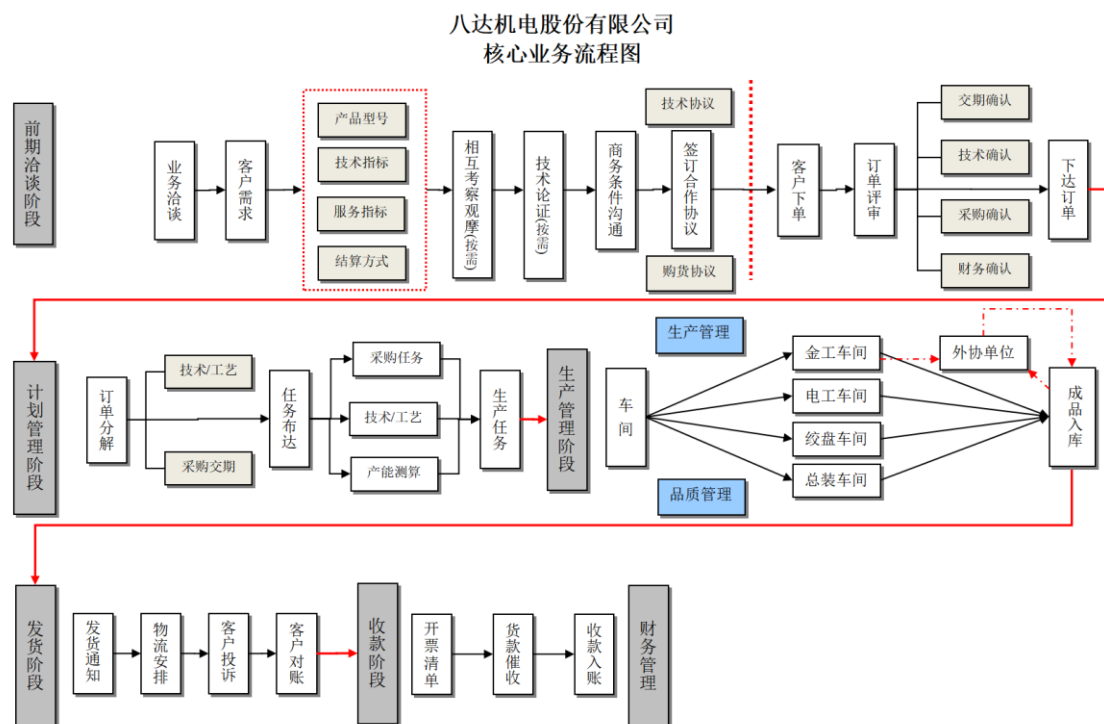 八达机电股份有限公司
核心业务流程图
前期洽谈阶段
业务洽谈
客户需求
产品型号
技术指标
服务指标
结算方式
相互考察观摩(按需)
技术论证(按需)
商务条件沟通
技术协议
签订合作协议
购货协议
客户下单
订单评审
交期确认
技术确认
采购确认
财务确认
下达订单
计划管理阶段
订单分解
技术/工艺
采购交期
任务布达
采购任务
技术/工艺
产能测算
生产任务
生产管理阶段
车间
生产管理
品质管理
金工车间
电工车间
绞盘车间
总装车间
外协单位
成品入库
发货阶段
发货通知
物流安排
客户投诉
客户对账
收款阶段
开票清单
货款催收
收款入账
财务管理